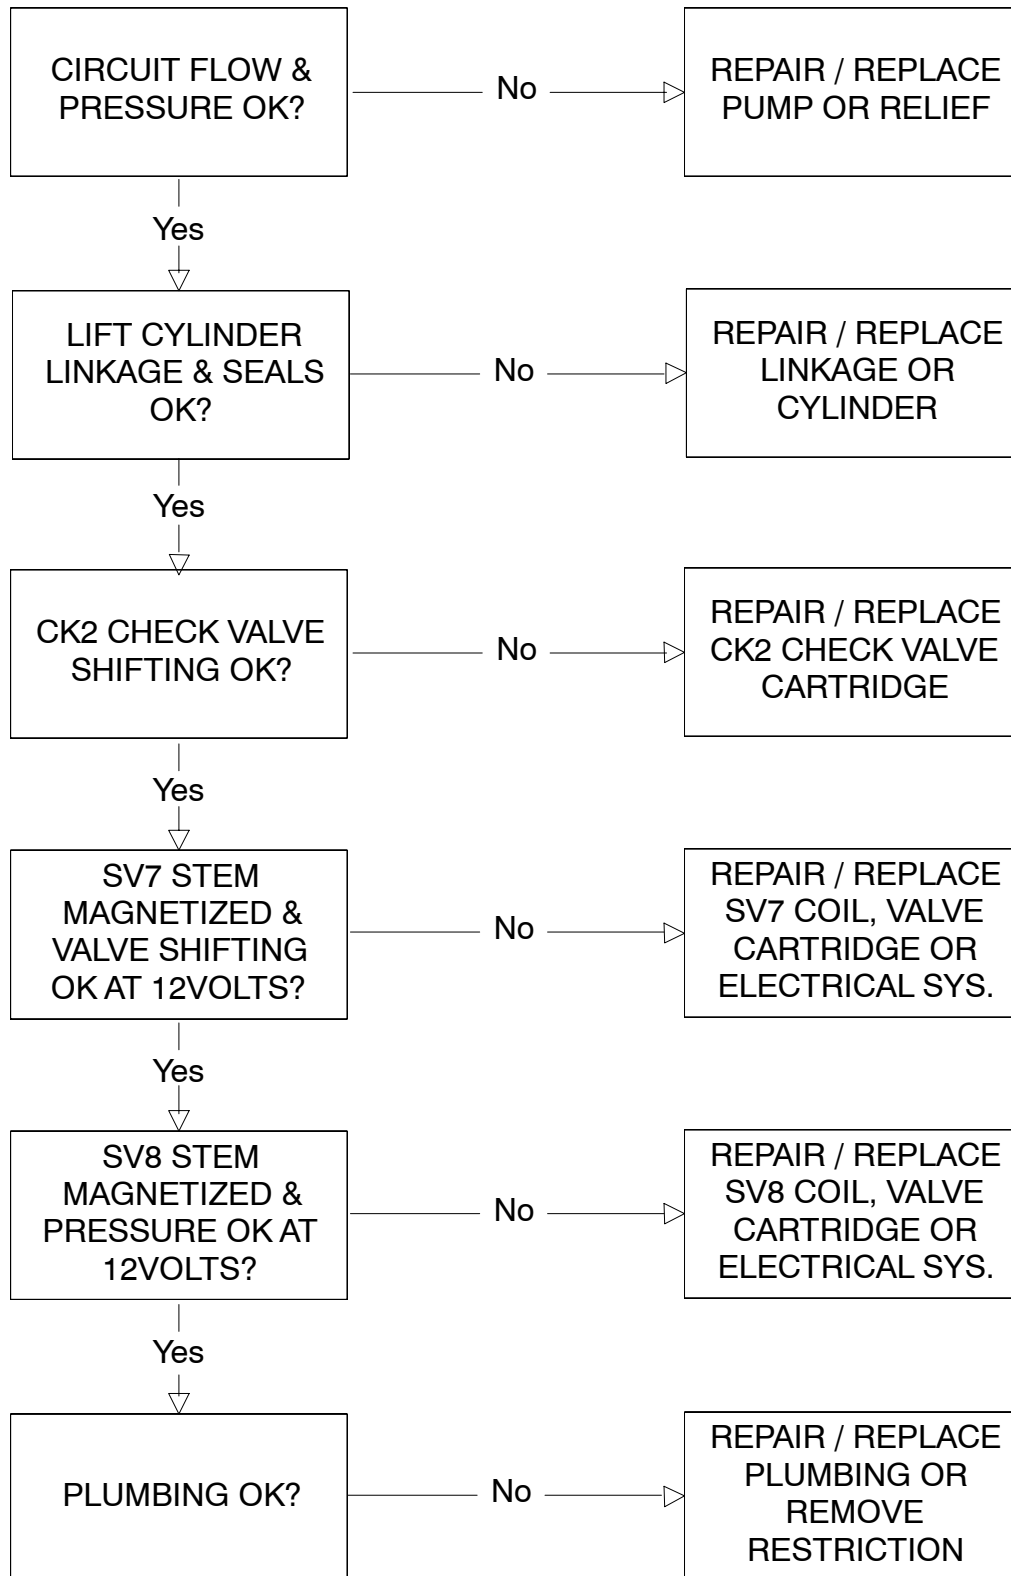 CIRCUIT FLOW &
PRESSURE OK?
No
REPAIR / REPLACE
PUMP OR RELIEF
Yes
LIFT CYLINDER
LINKAGE & SEALS
OK?
No
REPAIR / REPLACE
LINKAGE OR
CYLINDER
Yes
CK2 CHECK VALVE
SHIFTING OK?
No
REPAIR / REPLACE
CK2 CHECK VALVE
CARTRIDGE
Yes
SV7 STEM
MAGNETIZED &
VALVE SHIFTING
OK AT 12VOLTS?
No
REPAIR / REPLACE
SV7 COIL, VALVE
CARTRIDGE OR
ELECTRICAL SYS.
Yes
SV8 STEM
MAGNETIZED &
PRESSURE OK AT
12VOLTS?
No
REPAIR / REPLACE
SV8 COIL, VALVE
CARTRIDGE OR
ELECTRICAL SYS.
Yes
PLUMBING OK?
No
REPAIR / REPLACE
PLUMBING OR
REMOVE
RESTRICTION